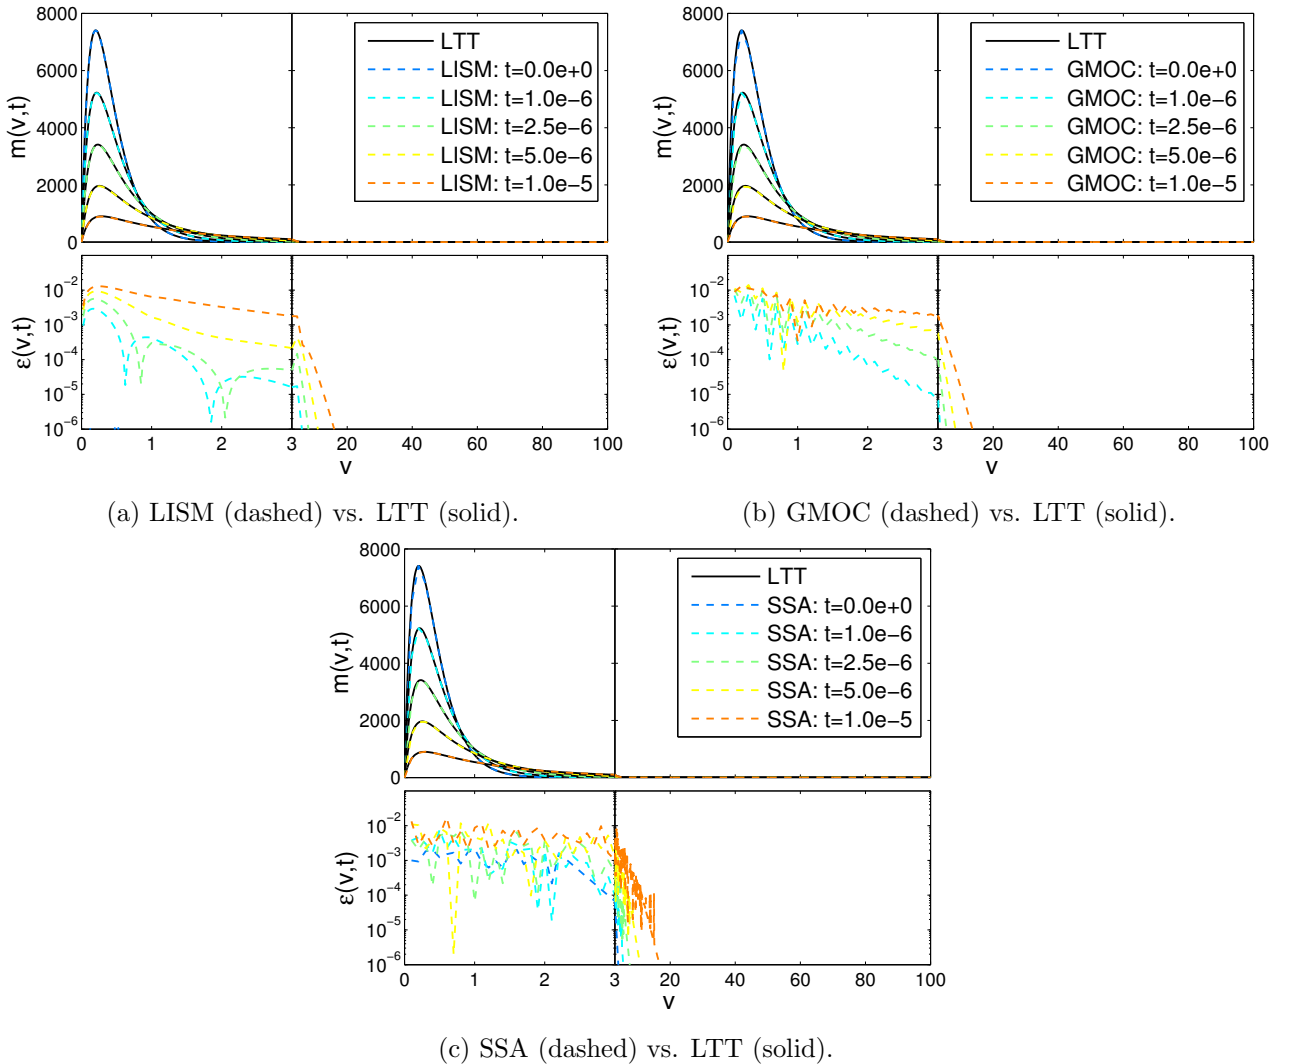 8000
6000
4000
2000
0
m(v,t)
LTT
LISM: t=0.0e+0
LISM: t=1.0e−6
LISM: t=2.5e−6
LISM: t=5.0e−6
LISM: t=1.0e−5
10−2
10−3
10−4
10−5
10−6
ε(v,t)
0 1 2 3 20 40 60 80 100
v
(a) LISM (dashed) vs. LTT (solid).
8000
6000
4000
2000
0
m(v,t)
LTT
GMOC: t=0.0e+0
GMOC: t=1.0e−6
GMOC: t=2.5e−6
GMOC: t=5.0e−6
GMOC: t=1.0e−5
10−2
10−3
10−4
10−5
10−6
ε(v,t)
0 1 2 3 20 40 60 80 100
v
(b) GMOC (dashed) vs. LTT (solid).
8000
6000
4000
2000
0
m(v,t)
LTT
SSA: t=0.0e+0
SSA: t=1.0e−6
SSA: t=2.5e−6
SSA: t=5.0e−6
SSA: t=1.0e−5
10−2
10−3
10−4
10−5
10−6
ε(v,t)
0 1 2 3 20 40 60 80 100
v
(c) SSA (dashed) vs. LTT (solid).